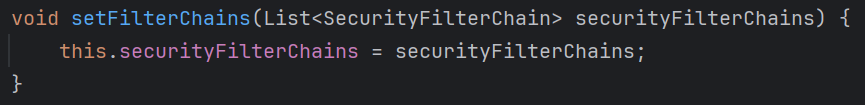 void setFilterChains(List<SecurityFilterChain> securityFilterChains) {
    this.securityFilterChains = securityFilterChains;
}